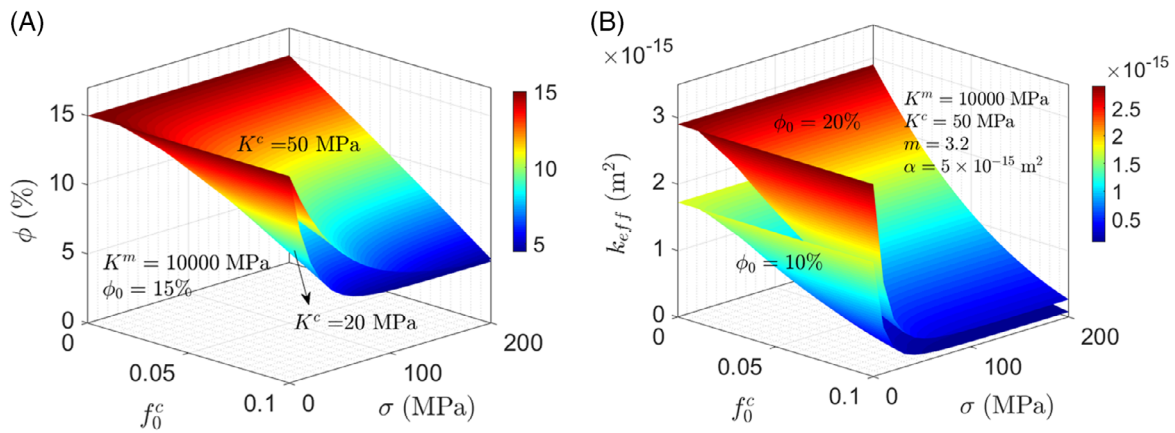 (A)
15
10
5
0
ϕ (%)
K^c =50 MPa
K^m = 10000 MPa
ϕ_0 = 15%
K^c =20 MPa
0
0.05
0.1
f_0^c
0
100
200
σ (MPa)
15
10
5
(B)
×10^-15
3
2
1
0
k_eff (m^2)
ϕ_0 = 20%
K^m = 10000 MPa
K^c = 50 MPa
m = 3.2
α = 5 × 10^-15 m^2
ϕ_0 = 10%
0
0.05
0.1
f_0^c
0
100
200
σ (MPa)
×10^-15
2.5
2
1.5
1
0.5